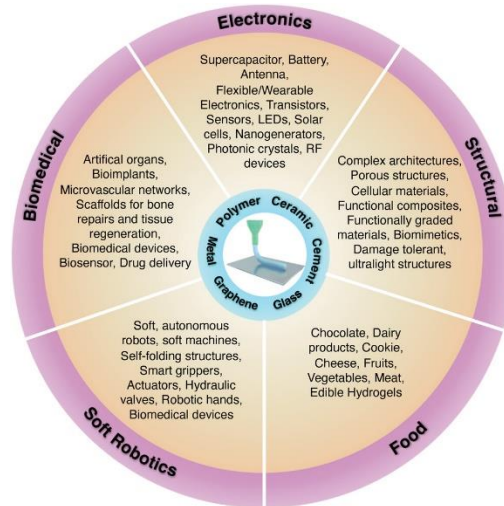 Electronics
Supercapacitor, Battery,
Antenna,
Flexible/Wearable
Electronics, Transistors,
Sensors, LEDs, Solar
cells, Nanogenerators,
Photonic crystals, RF
devices
Biomedical
Artifical organs,
Bioimplants,
Microvascular networks,
Scaffolds for bone
repairs and tissue
regeneration,
Biomedical devices,
Biosensor, Drug delivery
Structural
Complex architectures,
Porous structures,
Cellular materials,
Functional composites,
Functionally graded
materials, Biomimetics,
Damage tolerant,
ultralight structures
Polymer
Ceramic
Cement
Glass
Graphene
Metal
Soft, autonomous
robots, soft machines,
Self-folding structures,
Smart grippers,
Actuators, Hydraulic
valves, Robotic hands,
Biomedical devices
Soft Robotics
Chocolate, Dairy
products, Cookie,
Cheese, Fruits,
Vegetables, Meat,
Edible Hydrogels
Food